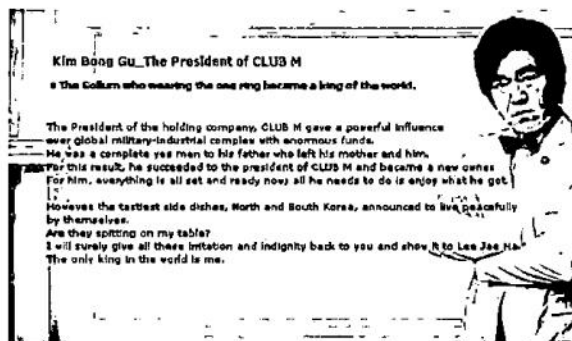 Kim Bong Gu_The President of CLUB M
The Gollum who wearing the one ring became a king of the world.
The President of the holding company, CLUB M gave a powerful influence
over global military-industrial complex with enormous funds.
He was a complete yes man to his father who left his mother and him.
For this result, he succeeded to the president of CLUB M and became a new owner
For him, everything is all set and ready now; all he needs to do is enjoy what he got
However the tastiest side dishes, North and South Korea, announced to live peacefully
by themselves.
Are they spitting on my table?
I will surely give all these irritation and indignity back to you and show it to Lee Jae Ha.
The only king in the world is me.